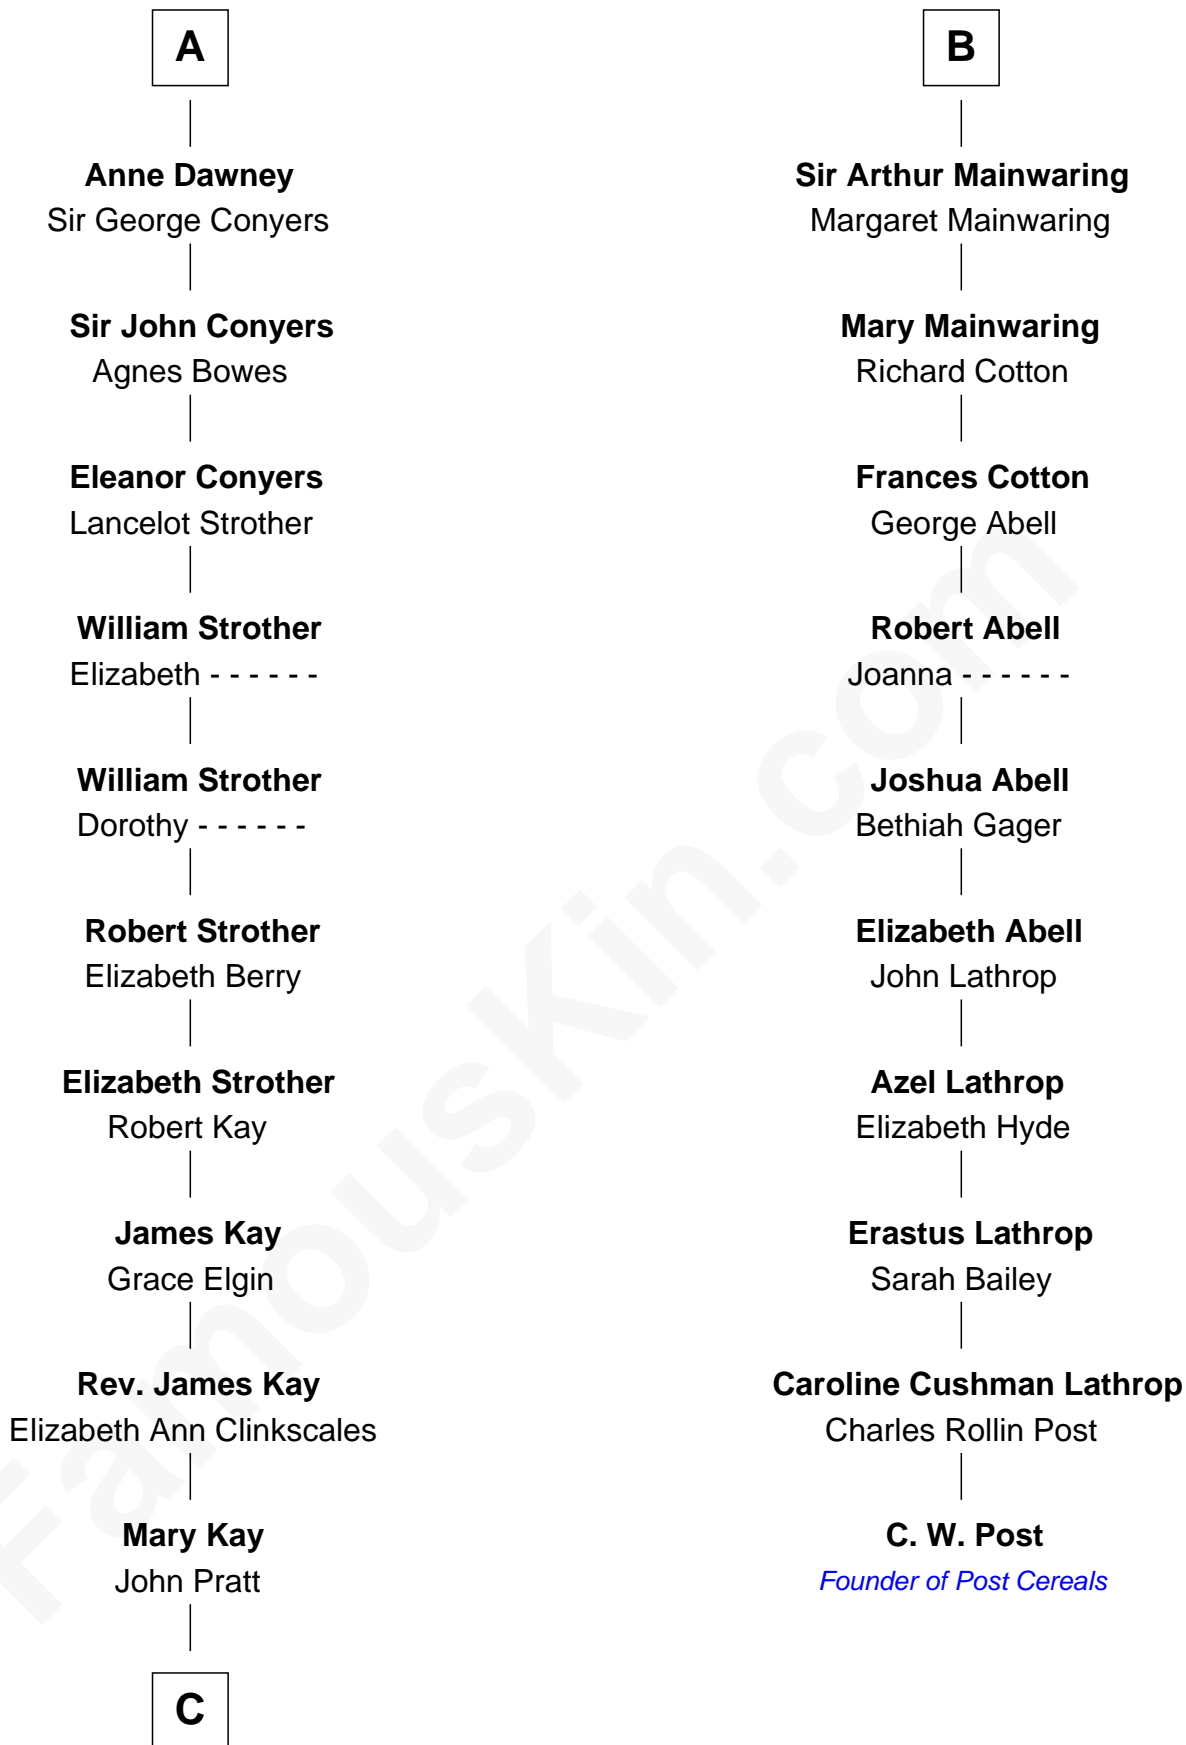 A
Anne Dawney
Sir George Conyers
Sir John Conyers
Agnes Bowes
Eleanor Conyers
Lancelot Strother
William Strother
Elizabeth - - - - - -
William Strother
Dorothy - - - - - -
Robert Strother
Elizabeth Berry
Elizabeth Strother
Robert Kay
James Kay
Grace Elgin
Rev. James Kay
Elizabeth Ann Clinkscales
Mary Kay
John Pratt
C
B
Sir Arthur Mainwaring
Margaret Mainwaring
Mary Mainwaring
Richard Cotton
Frances Cotton
George Abell
Robert Abell
Joanna - - - - - -
Joshua Abell
Bethiah Gager
Elizabeth Abell
John Lathrop
Azel Lathrop
Elizabeth Hyde
Erastus Lathrop
Sarah Bailey
Caroline Cushman Lathrop
Charles Rollin Post
C. W. Post
Founder of Post Cereals
FamousKin.com